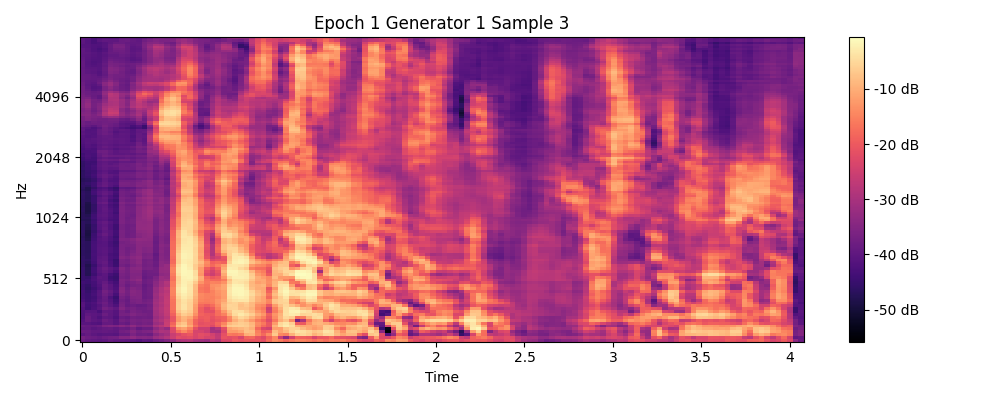 Epoch 1 Generator 1 Sample 3
Hz
4096
2048
1024
512
0
0 0.5 1 1.5 2 2.5 3 3.5 4
Time
-10 dB
-20 dB
-30 dB
-40 dB
-50 dB